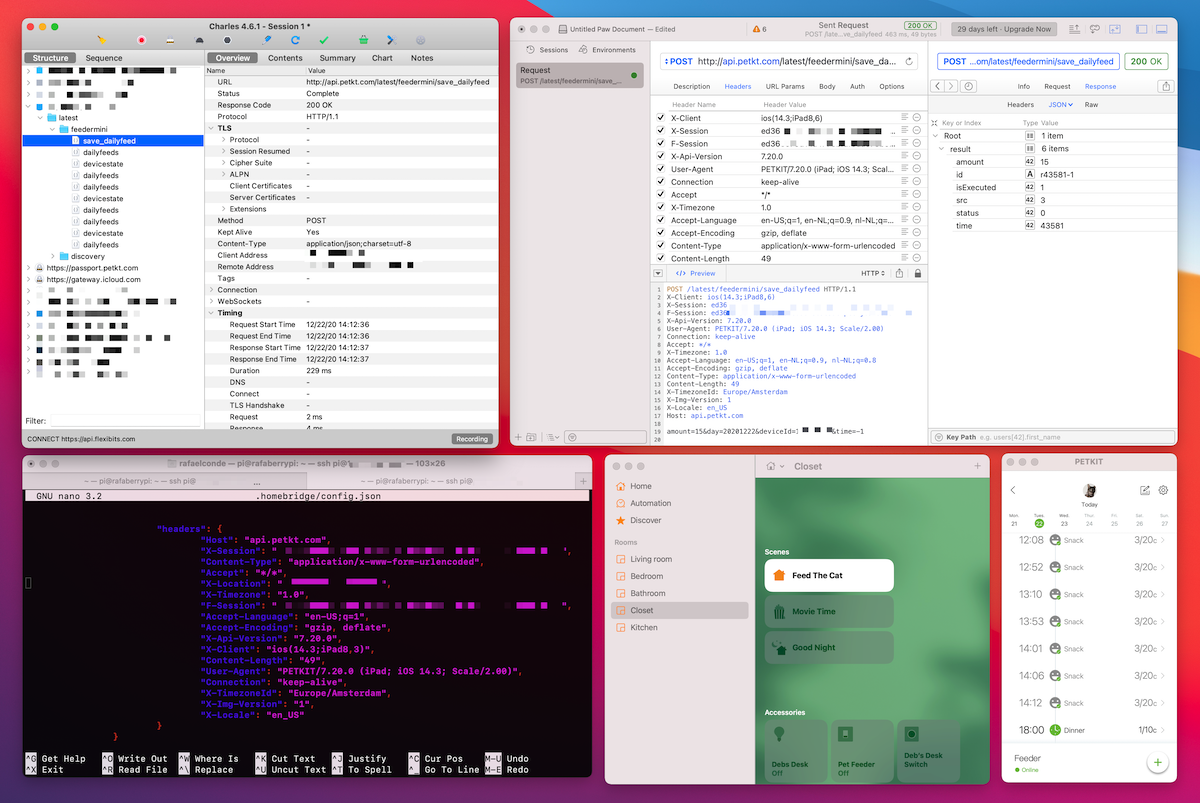 Charles 4.6.1 - Session 1 *
Structure Sequence
latest
feedermini
save_dailyfeed
dailyfeeds
devicestate
dailyfeeds
dailyfeeds
devicestate
dailyfeeds
dailyfeeds
devicestate
dailyfeeds
discovery
https://passport.petkt.com
https://gateway.icloud.com
Filter:
CONNECT https://api.flexibits.com
Recording
Overview Contents Summary Chart Notes
Name Value
URL http://api.petkt.com/latest/feedermini/save_dailyfeed
Status Complete
Response Code 200 OK
Protocol HTTP/1.1
TLS -
Protocol -
Session Resumed -
Cipher Suite -
ALPN -
Client Certificates -
Server Certificates -
Extensions -
Method POST
Kept Alive Yes
Content-Type application/json;charset=utf-8
Client Address
Remote Address
Tags -
Connection
WebSockets -
Timing
Request Start Time 12/22/20 14:12:36
Request End Time 12/22/20 14:12:36
Response Start Time 12/22/20 14:12:37
Response End Time 12/22/20 14:12:37
Duration 229 ms
DNS -
Connect -
TLS Handshake -
Request 2 ms
Response 4 ms
Untitled Paw Document — Edited
6
Sent Request
200 OK
POST /late…ve_dailyfeed 463 ms, 49 bytes
29 days left · Upgrade Now
Sessions Environments
Request
POST /latest/feedermini/save_…
POST http://api.petkt.com/latest/feedermini/save_da…
Description Headers URL Params Body Auth Options
Header Name Header Value
X-Client ios(14.3;iPad8,6)
X-Session ed36
F-Session ed36
X-Api-Version 7.20.0
User-Agent PETKIT/7.20.0 (iPad; iOS 14.3; Scal…
Connection keep-alive
Accept */*
X-Timezone 1.0
Accept-Language en-US;q=1, en-NL;q=0.9, nl-NL;q=…
Accept-Encoding gzip, deflate
Content-Type application/x-www-form-urlencoded
Content-Length 49
</> Preview HTTP
1 POST /latest/feedermini/save_dailyfeed HTTP/1.1
2 X-Client: ios(14.3;iPad8,6)
3 X-Session: ed36
4 F-Session: ed36
5 X-Api-Version: 7.20.0
6 User-Agent: PETKIT/7.20.0 (iPad; iOS 14.3; Scale/2.00)
7 Connection: keep-alive
8 Accept: */*
9 X-Timezone: 1.0
10 Accept-Language: en-US;q=1, en-NL;q=0.9, nl-NL;q=0.8
11 Accept-Encoding: gzip, deflate
12 Content-Type: application/x-www-form-urlencoded
13 Content-Length: 49
14 X-TimezoneId: Europe/Amsterdam
15 X-Img-Version: 1
16 X-Locale: en_US
17 Host: api.petkt.com
18
19 amount=15&day=20201222&deviceId= &time=-1
20
POST …om/latest/feedermini/save_dailyfeed 200 OK
Info Request Response
Headers JSON Raw
Key or Index Type Value
Root 1 item
result 6 items
amount 42 15
id A r43581-1
isExecuted 42 1
src 42 3
status 42 0
time 42 43581
Key Path e.g. users[42].first_name
rafaelconde — pi@rafaberrypi: ~ — ssh pi@ — 103×26
~ — pi@rafaberrypi: ~ — ssh pi@ … ~ — pi@rafaberrypi: ~ — ssh pi@
GNU nano 3.2 .homebridge/config.json
"headers": {
"Host": "api.petkt.com",
"X-Session": " ",
"Content-Type": "application/x-www-form-urlencoded",
"Accept": "*/*",
"X-Location": " ",
"X-Timezone": "1.0",
"F-Session": " ",
"Accept-Language": "en-US;q=1",
"Accept-Encoding": "gzip, deflate",
"X-Api-Version": "7.20.0",
"X-Client": "ios(14.3;iPad8,3)",
"Content-Length": "49",
"User-Agent": "PETKIT/7.20.0 (iPad; iOS 14.3; Scale/2.00)",
"Connection": "keep-alive",
"X-TimezoneId": "Europe/Amsterdam",
"X-Img-Version": "1",
"X-Locale": "en_US"
}
}
^G Get Help ^O Write Out ^W Where Is ^K Cut Text ^J Justify ^C Cur Pos M-U Undo
^X Exit ^R Read File ^\ Replace ^U Uncut Text ^T To Spell ^_ Go To Line M-E Redo
Home
Automation
Discover
Rooms
Living room
Bedroom
Bathroom
Closet
Kitchen
Closet
Scenes
Feed The Cat
Movie Time
Good Night
Accessories
Debs Desk
Off
Pet Feeder
Off
Deb's Desk
Switch
PETKIT
Today
Mon. Tues. Wed. Thur. Fri. Sat. Sun.
21 22 23 24 25 26 27
12:08 Snack 3/20c
12:52 Snack 3/20c
13:10 Snack 3/20c
13:53 Snack 3/20c
14:01 Snack 3/20c
14:06 Snack 3/20c
14:12 Snack 3/20c
18:00 Dinner 1/10c
Feeder
Online